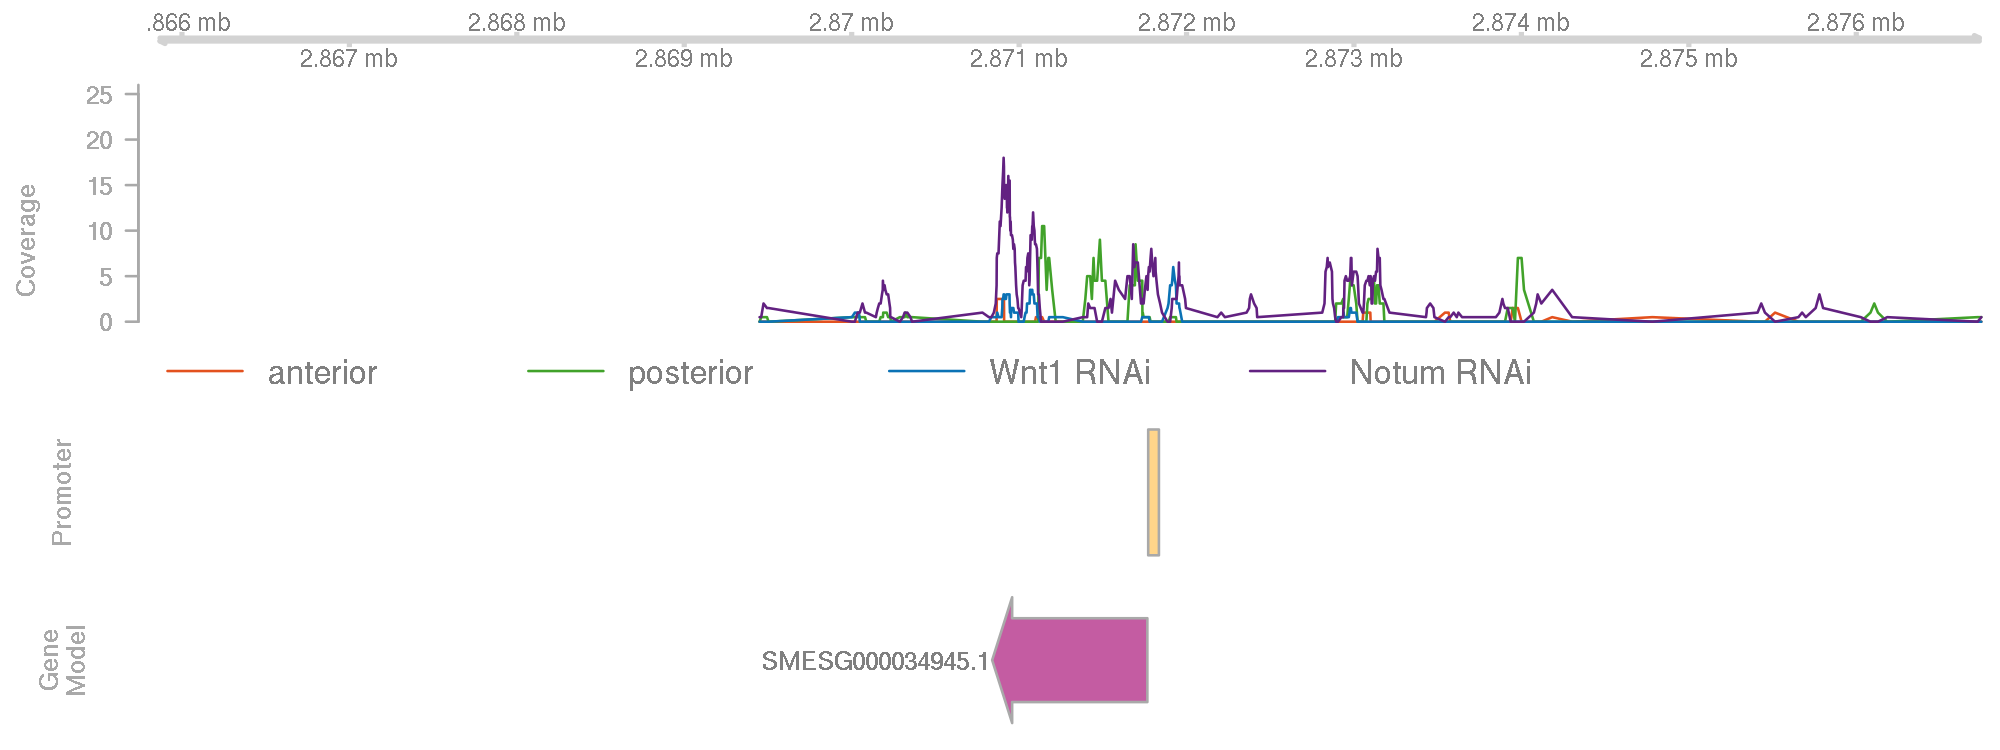 .866 mb 2.868 mb 2.87 mb 2.872 mb 2.874 mb 2.876 mb
2.867 mb 2.869 mb 2.871 mb 2.873 mb 2.875 mb
Coverage
25
20
15
10
5
0
anterior posterior Wnt1 RNAi Notum RNAi
Promoter
Gene
Model
SMESG000034945.1